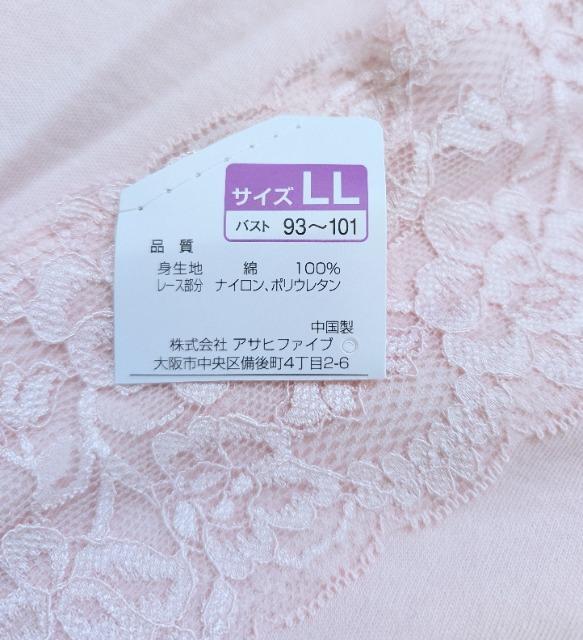 サイズ LL
バスト 93～101
品質
身生地 綿 100%
レース部分 ナイロン、ポリウレタン
中国製
株式会社 アサヒファイブ
大阪市中央区備後町4丁目2-6